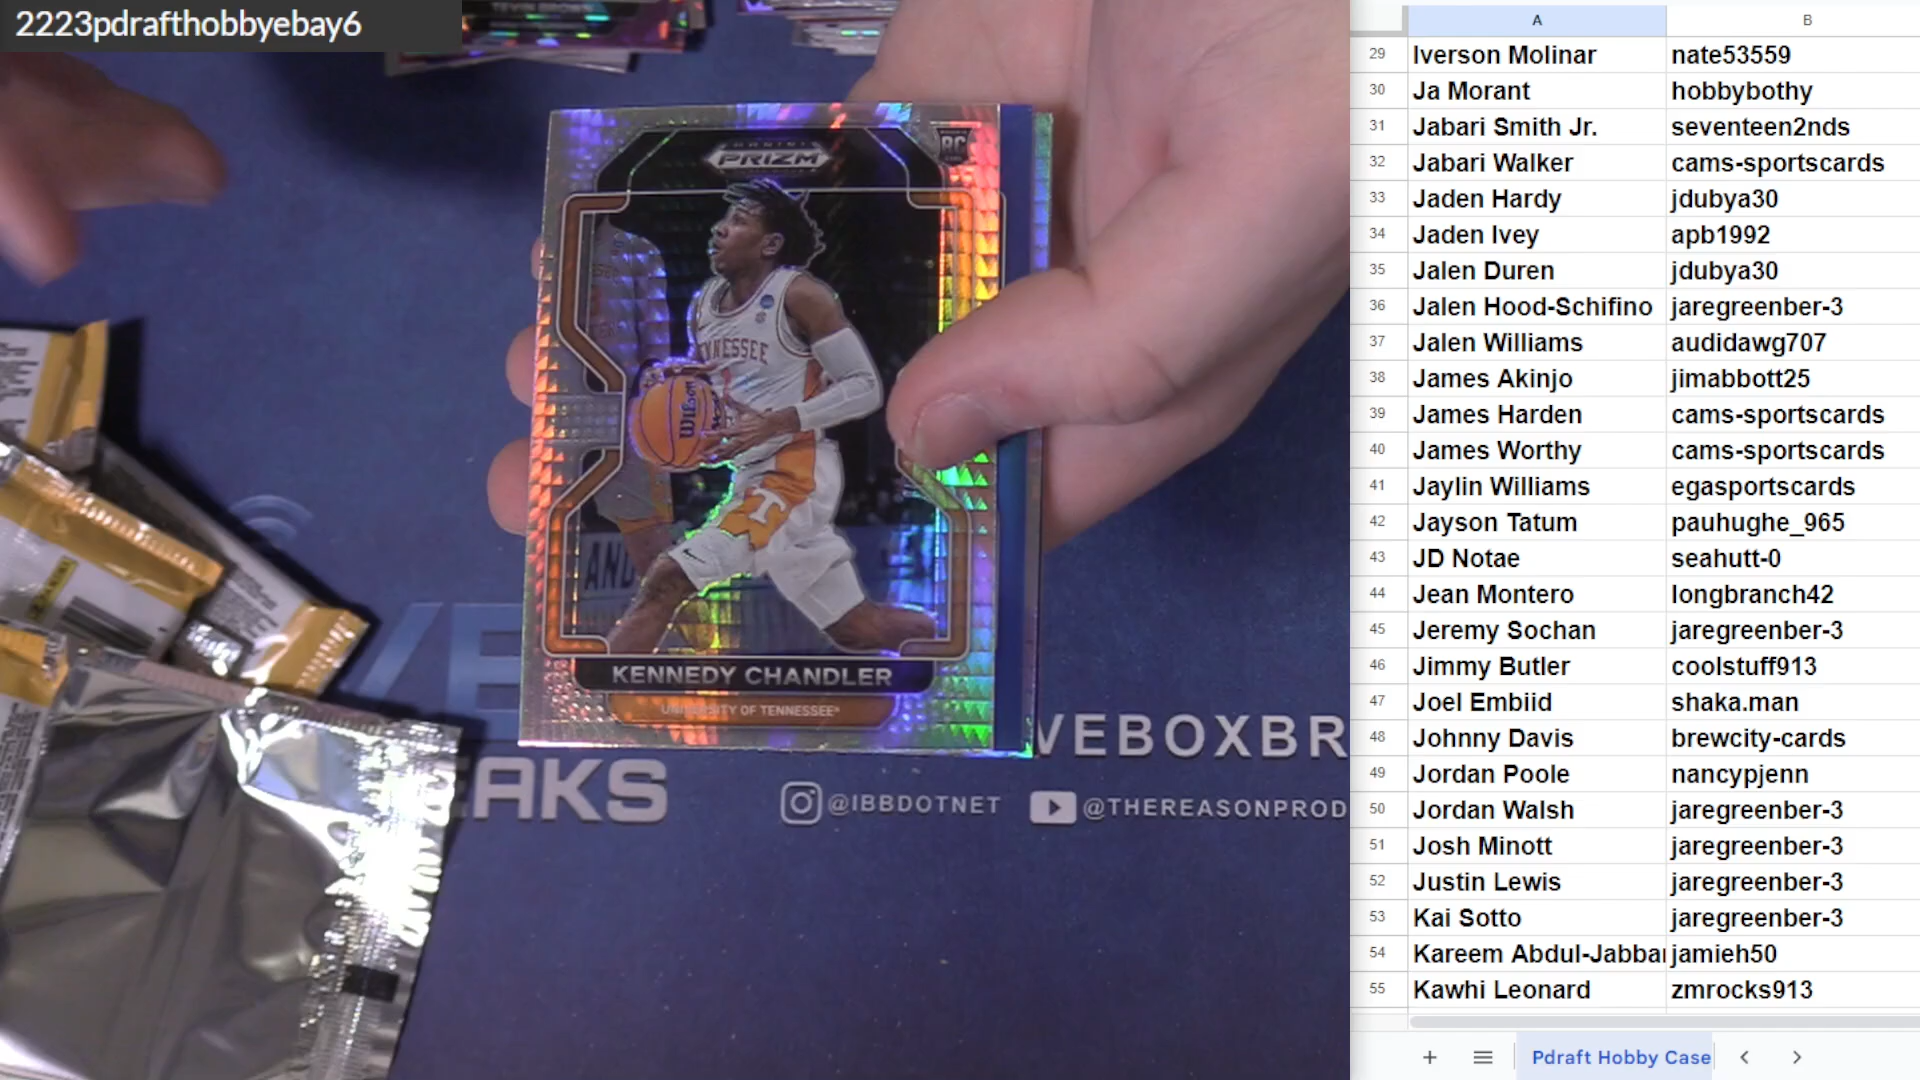 2223pdrafthobbyebay6
PANINI
PRIZM
RC
TENNESSEE
Wilson
T
AND
KENNEDY CHANDLER
UNIVERSITY OF TENNESSEE
VEBOXBR
EAKS
@IBBDOTNET
@THEREASONPROD
A B
29 Iverson Molinar nate53559
30 Ja Morant hobbybothy
31 Jabari Smith Jr. seventeen2nds
32 Jabari Walker cams-sportscards
33 Jaden Hardy jdubya30
34 Jaden Ivey apb1992
35 Jalen Duren jdubya30
36 Jalen Hood-Schifino jaregreenber-3
37 Jalen Williams audidawg707
38 James Akinjo jimabbott25
39 James Harden cams-sportscards
40 James Worthy cams-sportscards
41 Jaylin Williams egasportscards
42 Jayson Tatum pauhughe_965
43 JD Notae seahutt-0
44 Jean Montero longbranch42
45 Jeremy Sochan jaregreenber-3
46 Jimmy Butler coolstuff913
47 Joel Embiid shaka.man
48 Johnny Davis brewcity-cards
49 Jordan Poole nancypjenn
50 Jordan Walsh jaregreenber-3
51 Josh Minott jaregreenber-3
52 Justin Lewis jaregreenber-3
53 Kai Sotto jaregreenber-3
54 Kareem Abdul-Jabbar jamieh50
55 Kawhi Leonard zmrocks913
Pdraft Hobby Case